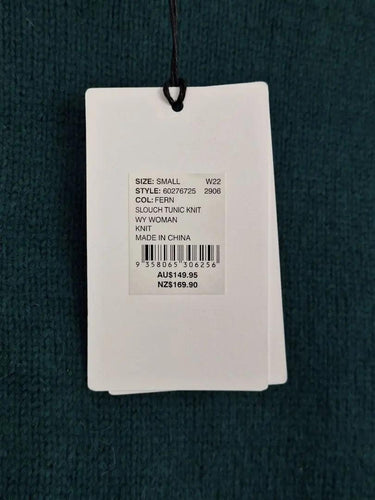 SIZE: SMALL W22
STYLE: 60276725 2906
COL: FERN
SLOUCH TUNIC KNIT
WY WOMAN
KNIT
MADE IN CHINA
9 358065 306256
AU$149.95
NZ$169.90